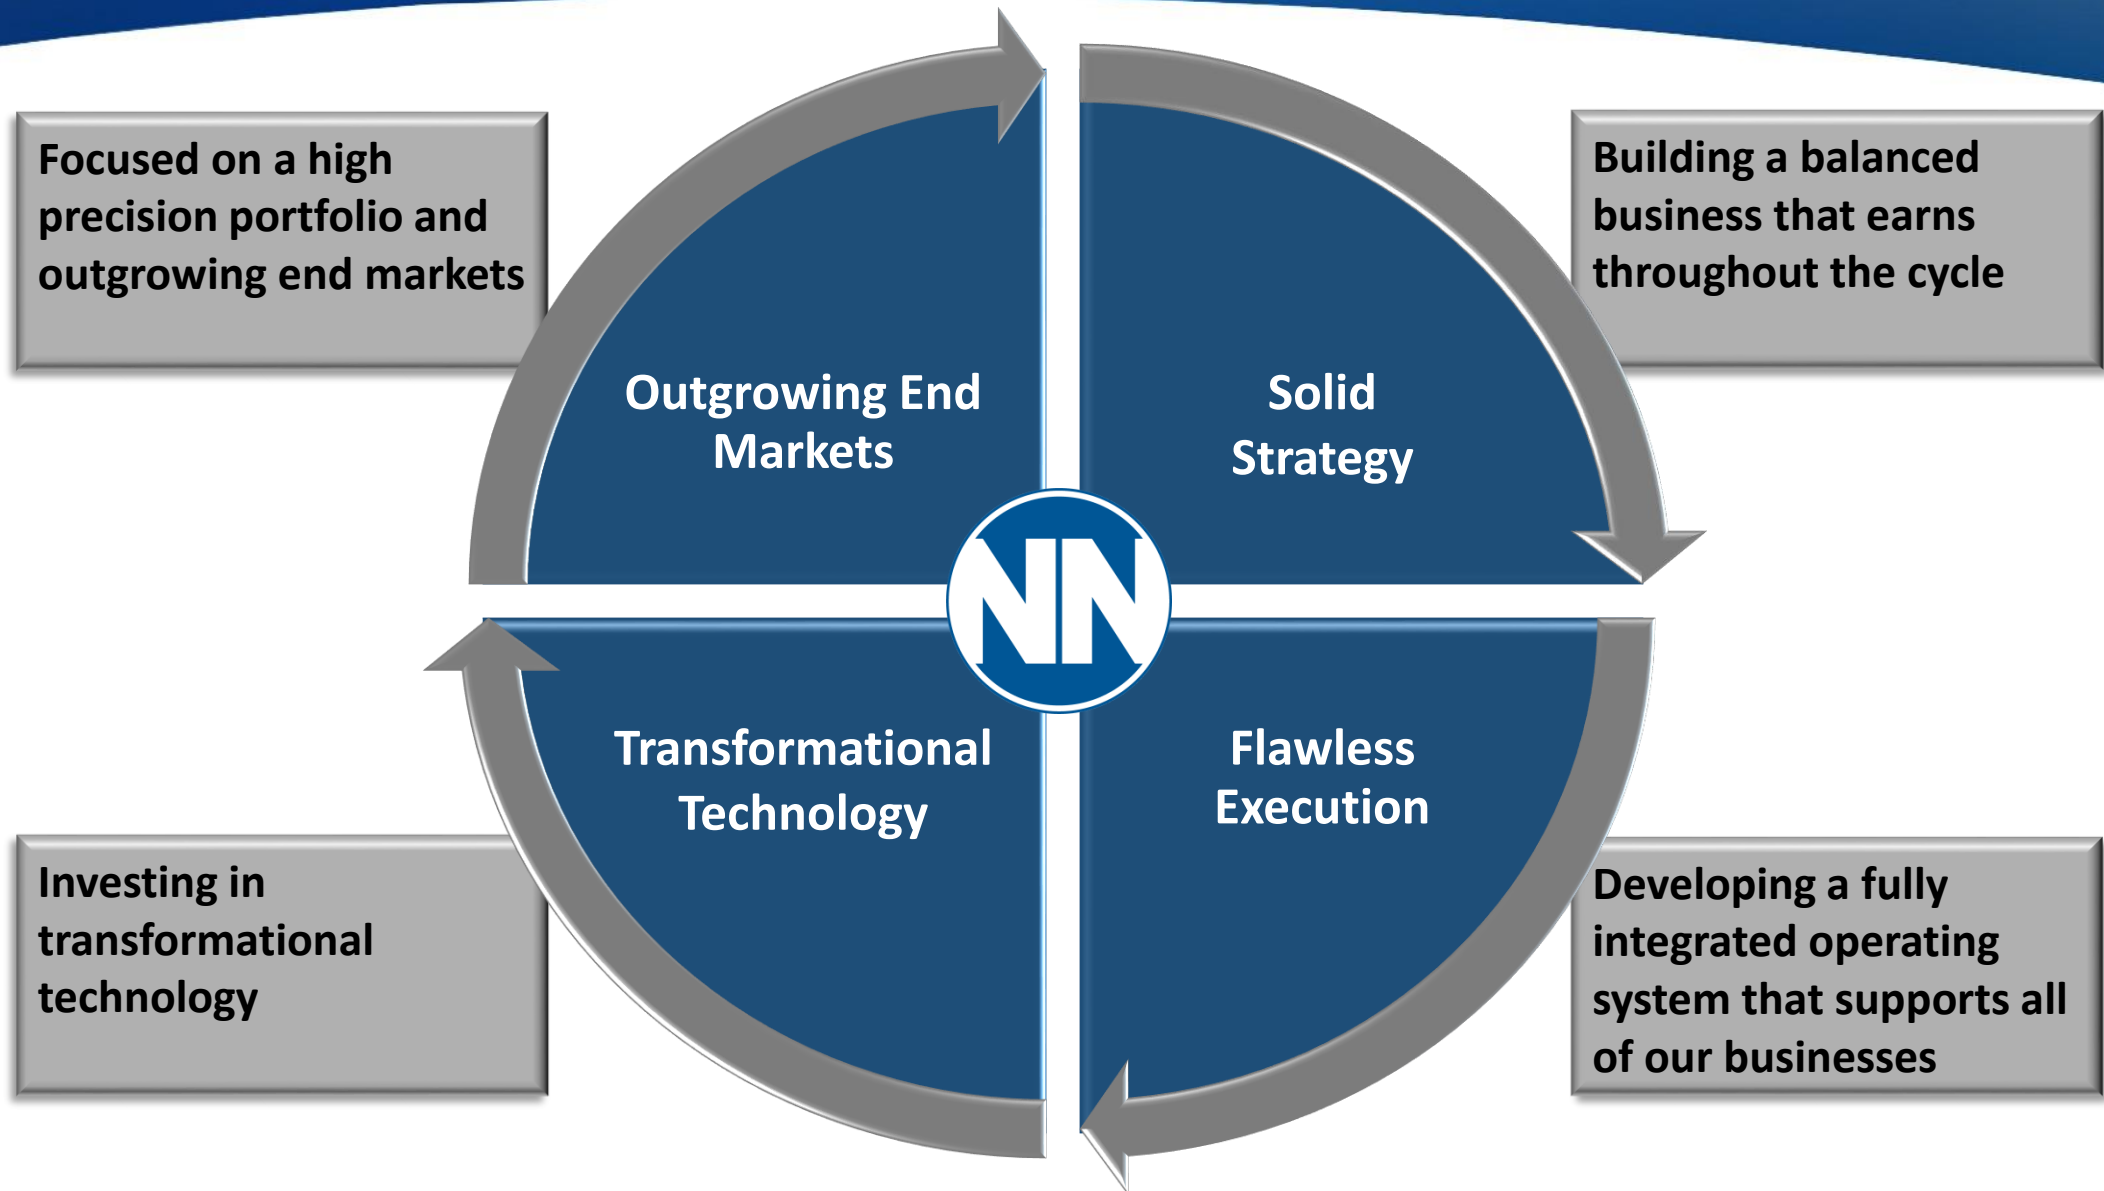 Focused on a high
precision portfolio and
outgrowing end markets
Building a balanced
business that earns
throughout the cycle
Outgrowing End
Markets
Solid
Strategy
NN
Transformational
Technology
Flawless
Execution
Investing in
transformational
technology
Developing a fully
integrated operating
system that supports all
of our businesses